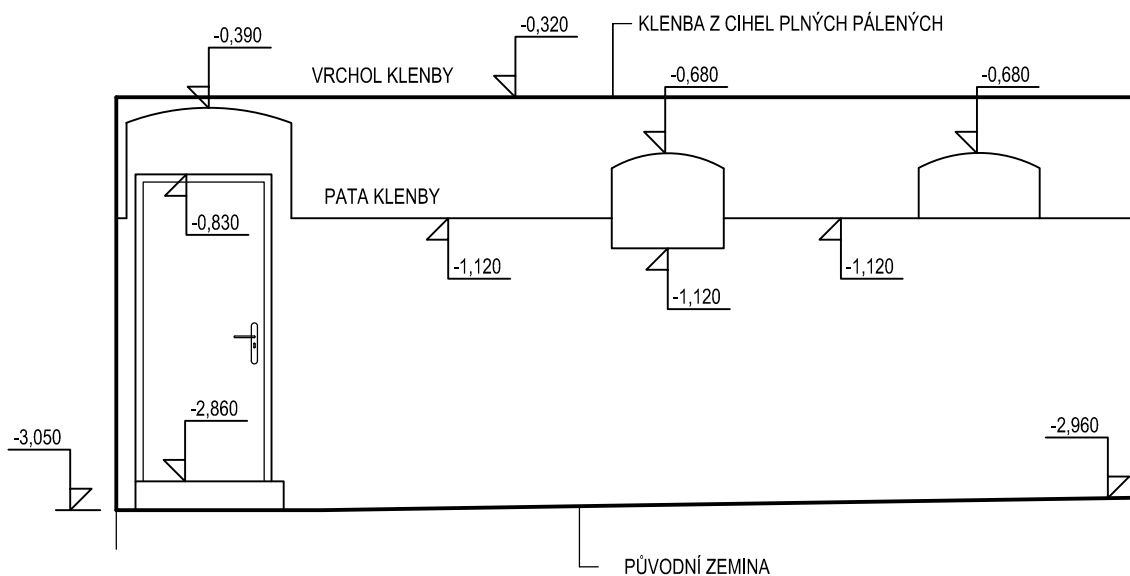 -0,390
-0,320
KLENBA Z CIHEL PLNÝCH PÁLENÝCH
VRCHOL KLENBY
-0,680
-0,680
PATA KLENBY
-0,830
-1,120
-1,120
-1,120
-2,860
-3,050
-2,960
PŮVODNÍ ZEMINA